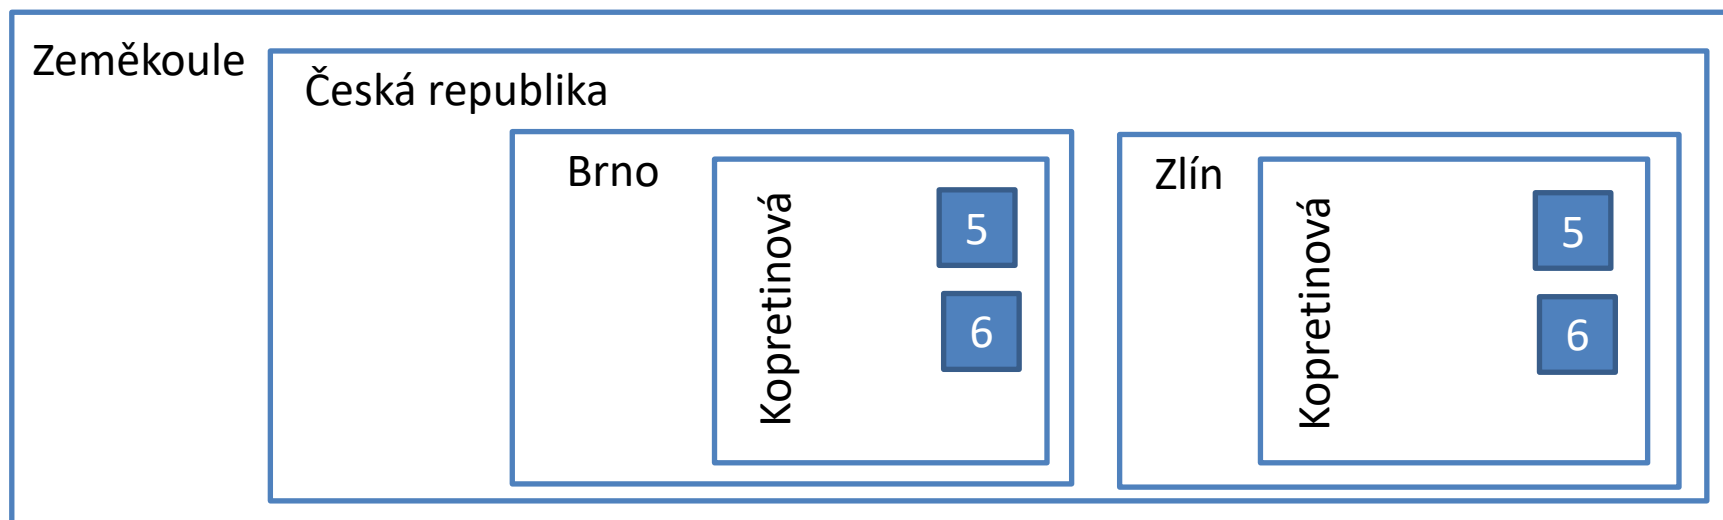 Zeměkoule
Česká republika
Brno
Kopretinová
5
6
Zlín
Kopretinová
5
6